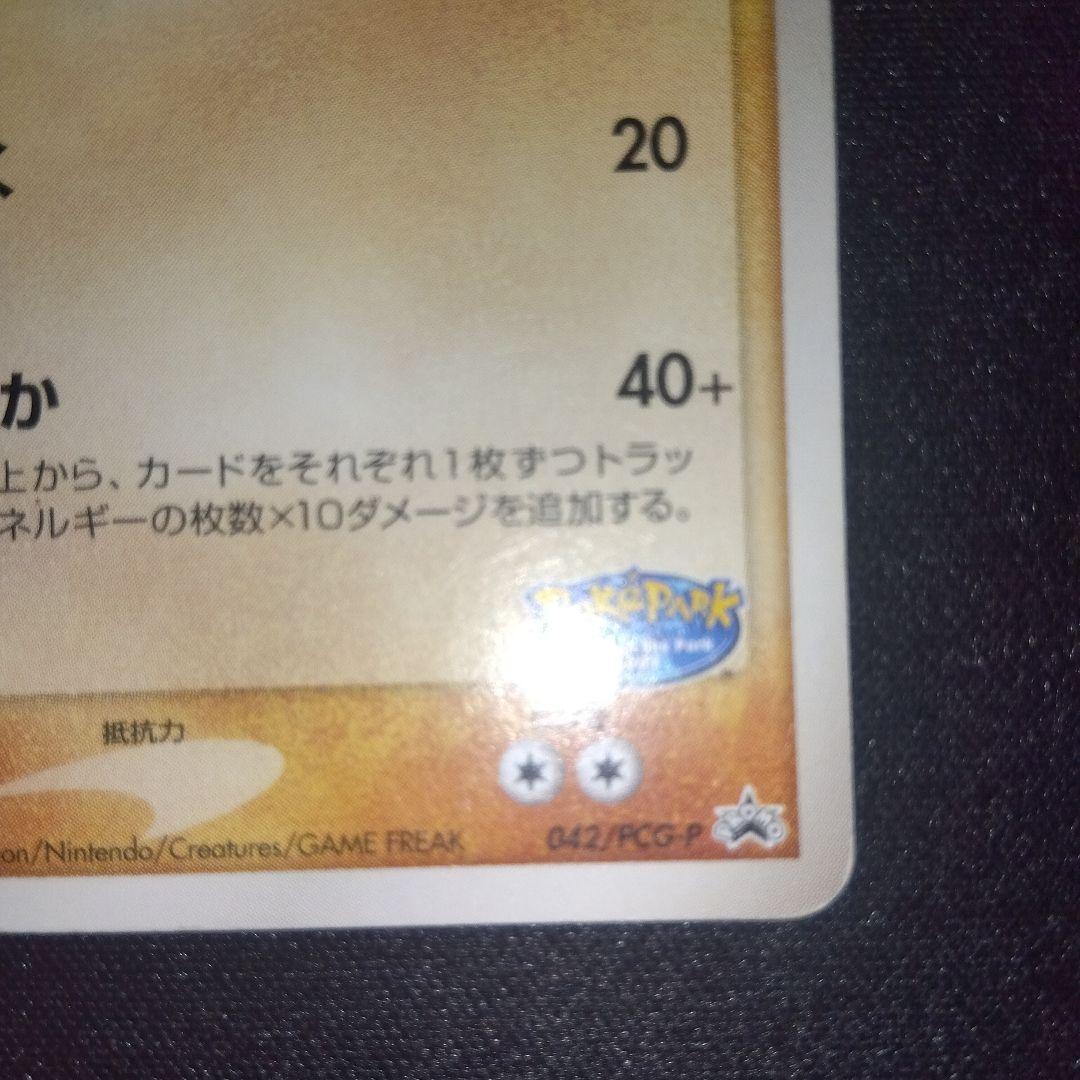 20
か 40+
上から、カードをそれぞれ1枚ずつトラッ
ネルギーの枚数×10ダメージを追加する。
PARK
抵抗力
on/Nintendo/Creatures/GAME FREAK 042/PCG-P
PROMO